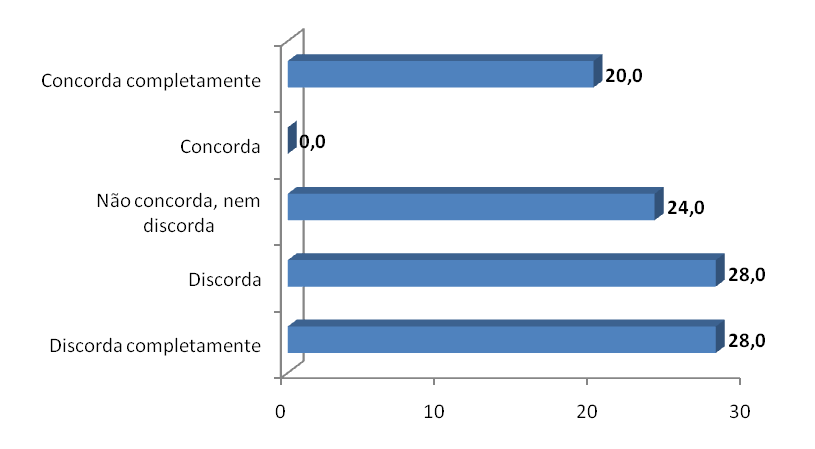 Concorda completamente
20,0
Concorda
0,0
Não concorda, nem
discorda
24,0
Discorda
28,0
Discorda completamente
28,0
0
10
20
30